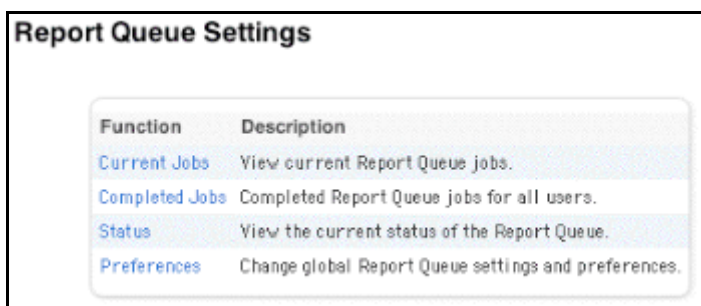 Report Queue Settings
Function Description
Current Jobs View current Report Queue jobs.
Completed Jobs Completed Report Queue jobs for all users.
Status View the current status of the Report Queue.
Preferences Change global Report Queue settings and preferences.